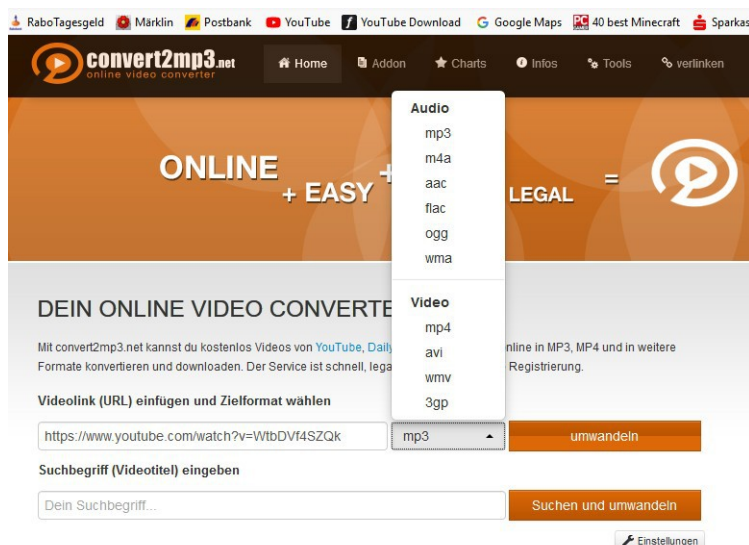 RaboTagesgeld Märklin Postbank YouTube YouTube Download Google Maps 40 best Minecraft Sparkas
convert2mp3.net Home Addon Charts Infos Tools verlinken
online video converter
Audio
mp3
m4a
aac
flac
ogg
wma
Video
mp4
avi
wmv
3gp
ONLINE + EASY + LEGAL =
DEIN ONLINE VIDEO CONVERTE
Mit convert2mp3.net kannst du kostenlos Videos von YouTube, Daily nline in MP3, MP4 und in weitere
Formate konvertieren und downloaden. Der Service ist schnell, lega Registrierung.
Videolink (URL) einfügen und Zielformat wählen
https://www.youtube.com/watch?v=WtbDVf4SZQk mp3 umwandeln
Suchbegriff (Videotitel) eingeben
Dein Suchbegriff... Suchen und umwandeln
Einstellungen